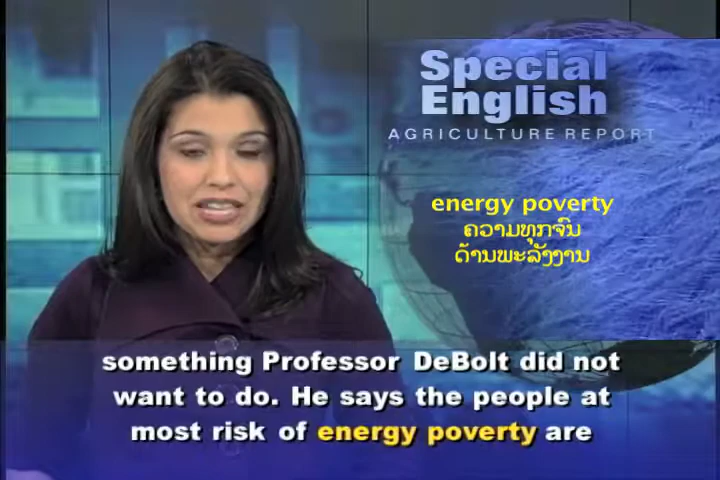 Special
English
AGRICULTURE REPORT
energy poverty
ຄວາມທຸກຈົນ
ດ້ານພະລັງງານ
something Professor DeBolt did not
want to do. He says the people at
most risk of energy poverty are